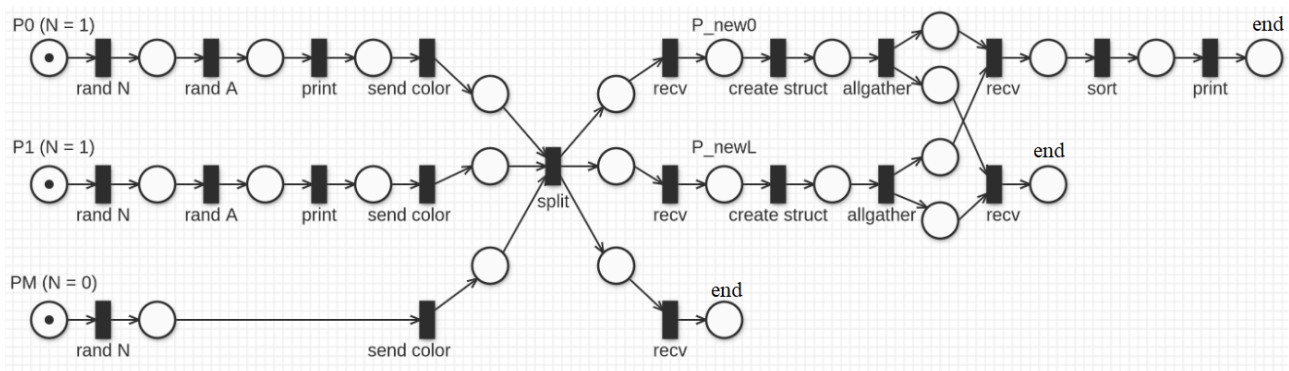 P0 (N = 1)
P_new0
end
rand N
rand A
print
send color
recv
create struct
allgather
recv
sort
print
P1 (N = 1)
P_newL
end
rand N
rand A
print
send color
split
recv
create struct
allgather
recv
PM (N = 0)
end
rand N
send color
recv